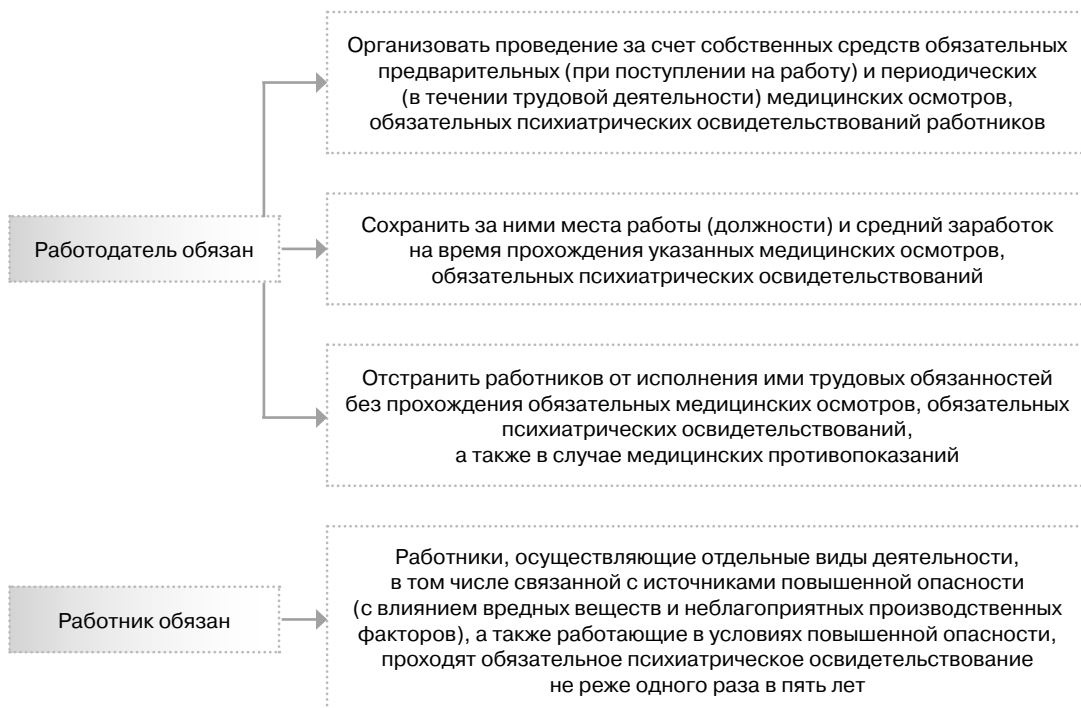 Организовать проведение за счет собственных средств обязательных
предварительных (при поступлении на работу) и периодических
(в течении трудовой деятельности) медицинских осмотров,
обязательных психиатрических освидетельствований работников
Работодатель обязан
Сохранить за ними места работы (должности) и средний заработок
на время прохождения указанных медицинских осмотров,
обязательных психиатрических освидетельствований
Отстранить работников от исполнения ими трудовых обязанностей
без прохождения обязательных медицинских осмотров, обязательных
психиатрических освидетельствований,
а также в случае медицинских противопоказаний
Работник обязан
Работники, осуществляющие отдельные виды деятельности,
в том числе связанной с источниками повышенной опасности
(с влиянием вредных веществ и неблагоприятных производственных
факторов), а также работающие в условиях повышенной опасности,
проходят обязательное психиатрическое освидетельствование
не реже одного раза в пять лет